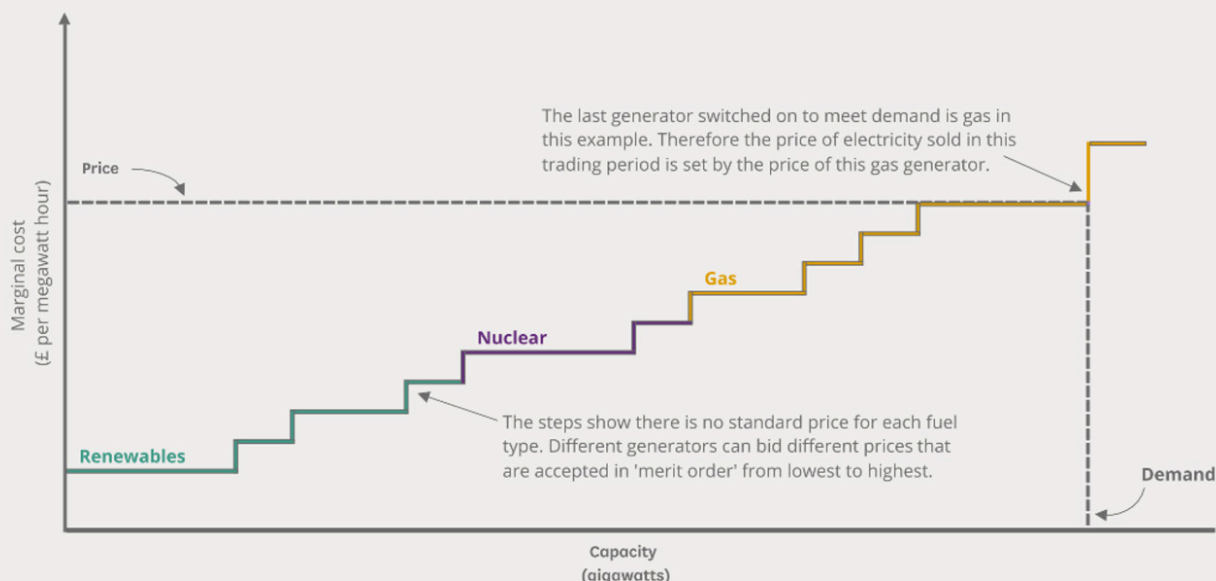 The last generator switched on to meet demand is gas in
this example. Therefore the price of electricity sold in this
trading period is set by the price of this gas generator.
Price
Marginal cost
(£ per megawatt hour)
Gas
Nuclear
The steps show there is no standard price for each fuel
type. Different generators can bid different prices that
are accepted in 'merit order' from lowest to highest.
Renewables
Demand
Capacity
(gigawatts)